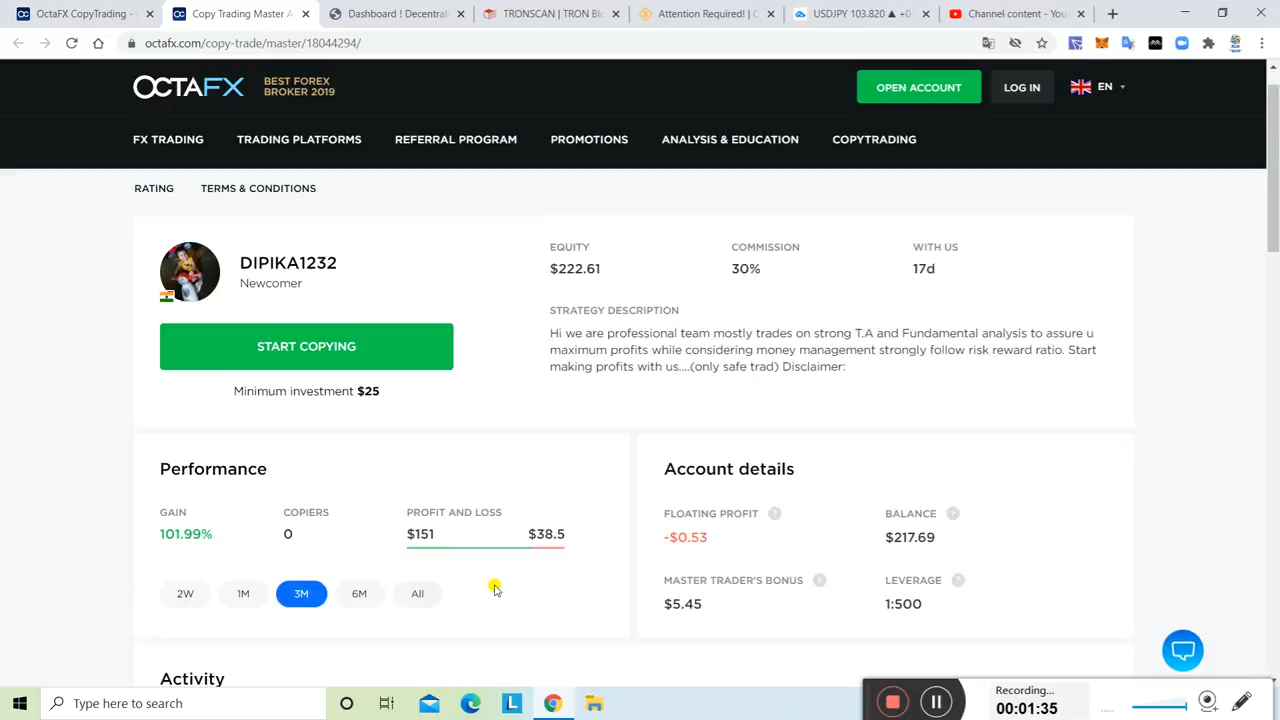 OctaFX CopyTrading -
Copy Trading Master A
Dashboard ! Decentral
TRONSCAN | TRON Bl
Attention Required! | C
USDJPY 103.820 ▲ +0
Channel content - You
octafx.com/copy-trade/master/18044294/
OCTAFX
BEST FOREX
BROKER 2019
OPEN ACCOUNT
LOG IN
EN
FX TRADING
TRADING PLATFORMS
REFERRAL PROGRAM
PROMOTIONS
ANALYSIS & EDUCATION
COPYTRADING
RATING
TERMS & CONDITIONS
DIPIKA1232
Newcomer
START COPYING
Minimum investment $25
EQUITY
COMMISSION
WITH US
$222.61
30%
17d
STRATEGY DESCRIPTION
Hi we are professional team mostly trades on strong T.A and Fundamental analysis to assure u
maximum profits while considering money management strongly follow risk reward ratio. Start
making profits with us....(only safe trad) Disclaimer:
Performance
GAIN
COPIERS
PROFIT AND LOSS
101.99%
0
$151
$38.5
2W
1M
3M
6M
All
Account details
FLOATING PROFIT
BALANCE
-$0.53
$217.69
MASTER TRADER'S BONUS
LEVERAGE
$5.45
1:500
Activity
Type here to search
Recording...
00:01:35